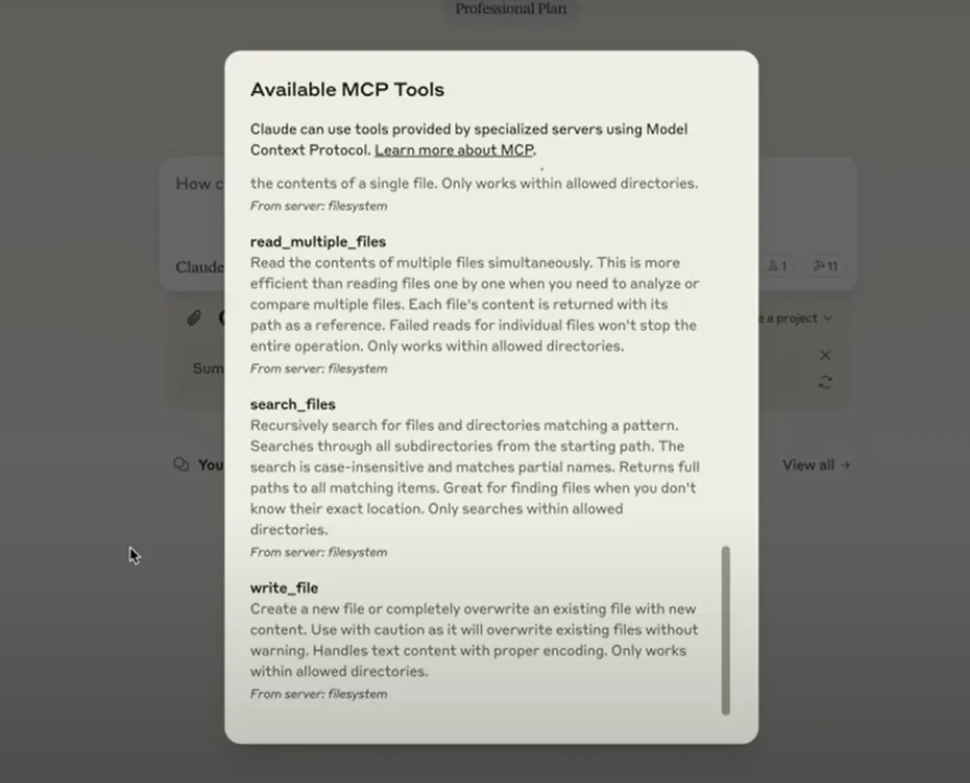 Professional Plan
Available MCP Tools
Claude can use tools provided by specialized servers using Model
Context Protocol. Learn more about MCP.
the contents of a single file. Only works within allowed directories.
From server: filesystem
read_multiple_files
Read the contents of multiple files simultaneously. This is more
efficient than reading files one by one when you need to analyze or
compare multiple files. Each file's content is returned with its
path as a reference. Failed reads for individual files won't stop the
entire operation. Only works within allowed directories.
From server: filesystem
search_files
Recursively search for files and directories matching a pattern.
Searches through all subdirectories from the starting path. The
search is case-insensitive and matches partial names. Returns full
paths to all matching items. Great for finding files when you don't
know their exact location. Only searches within allowed
directories.
From server: filesystem
write_file
Create a new file or completely overwrite an existing file with new
content. Use with caution as it will overwrite existing files without
warning. Handles text content with proper encoding. Only works
within allowed directories.
From server: filesystem
How c
Claude
1
11
e a project
Sum
You
View all →